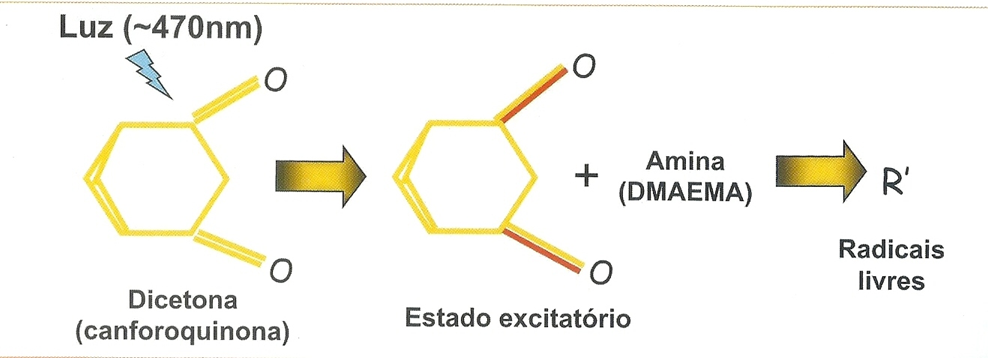 Luz (~470nm)
O
O
Dicetona
(canforoquinona)
O
O
Estado excitatório
+
Amina
(DMAEMA)
R'
Radicais
livres